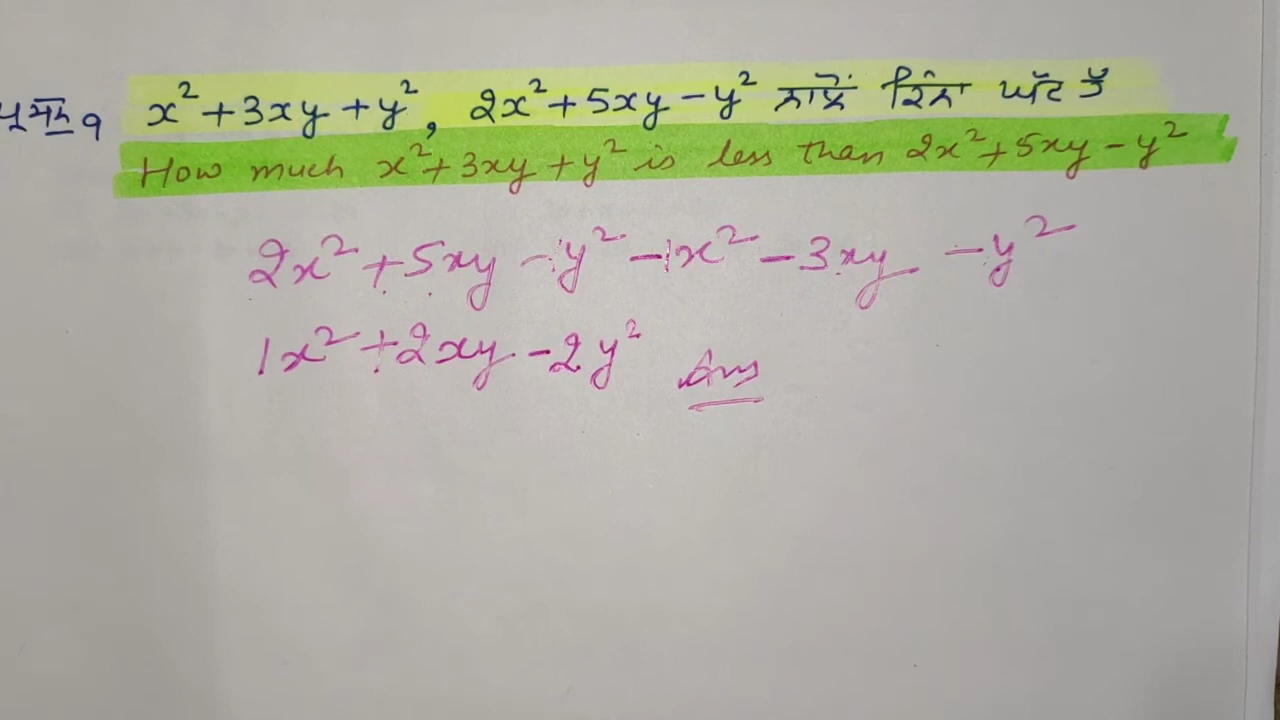 ਪ੍ਰਸ਼ਨ 9 x² + 3xy + y², 2x² + 5xy - y² ਨਾਲੋਂ ਕਿੰਨਾ ਘੱਟ ਹੈ
How much x² + 3xy + y² is less than 2x² + 5xy - y²
2x² + 5xy - y² - 1x² - 3xy - y²
1x² + 2xy - 2y² Ans